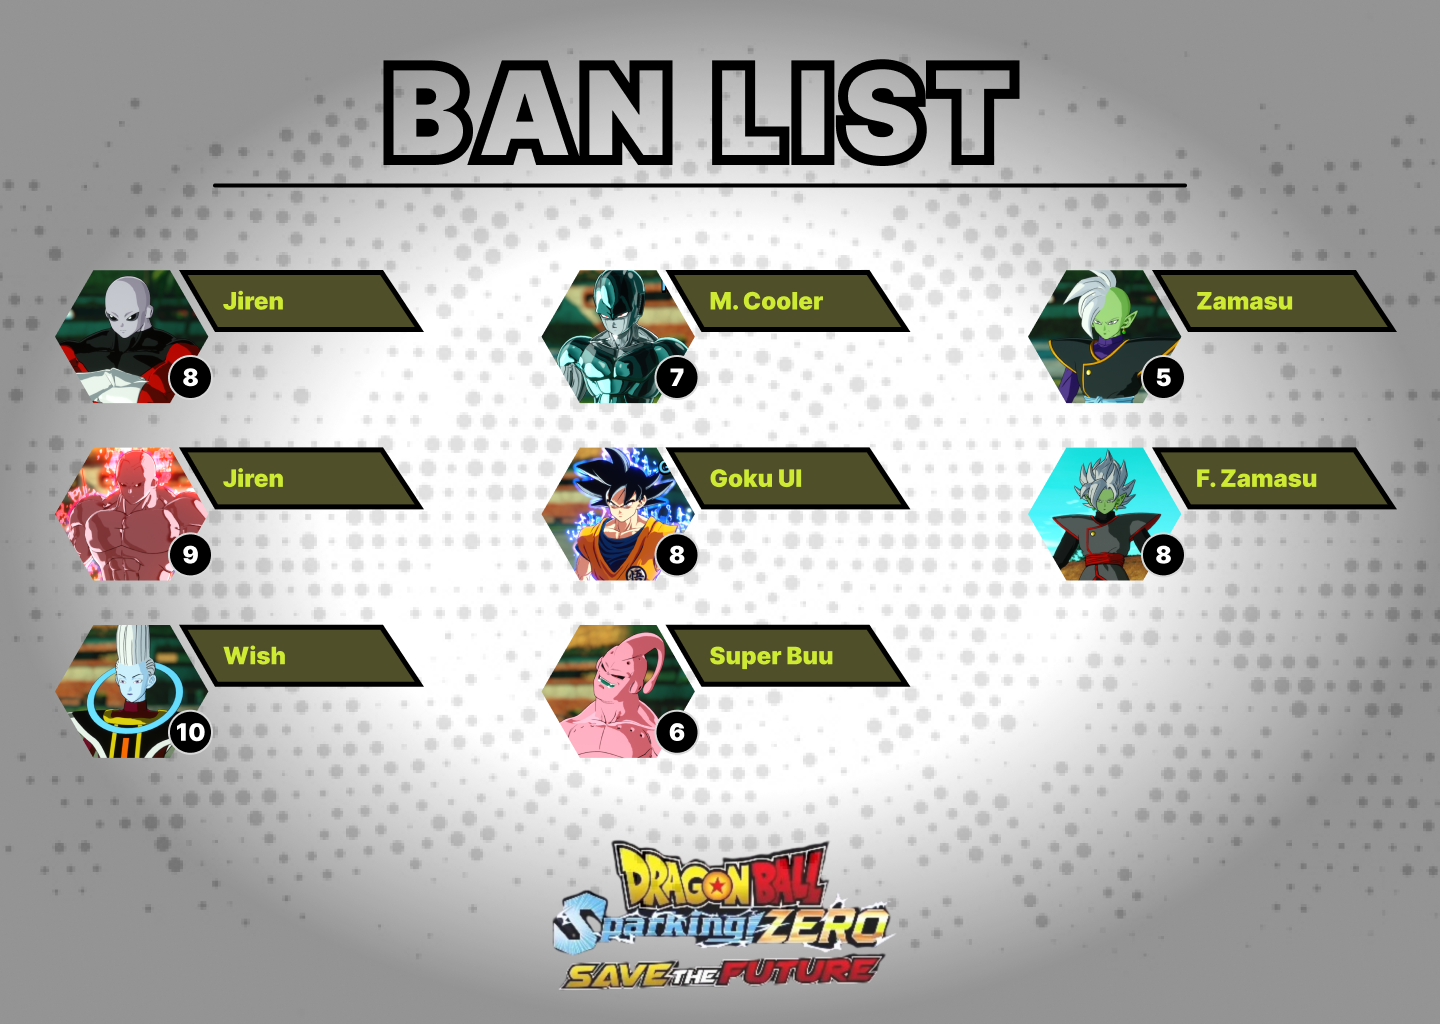 BAN LIST
Jiren
8
M. Cooler
7
Zamasu
5
Jiren
9
Goku UI
8
F. Zamasu
8
Wish
10
Super Buu
6
DRAGON BALL
Sparking! ZERO
SAVE THE FUTURE